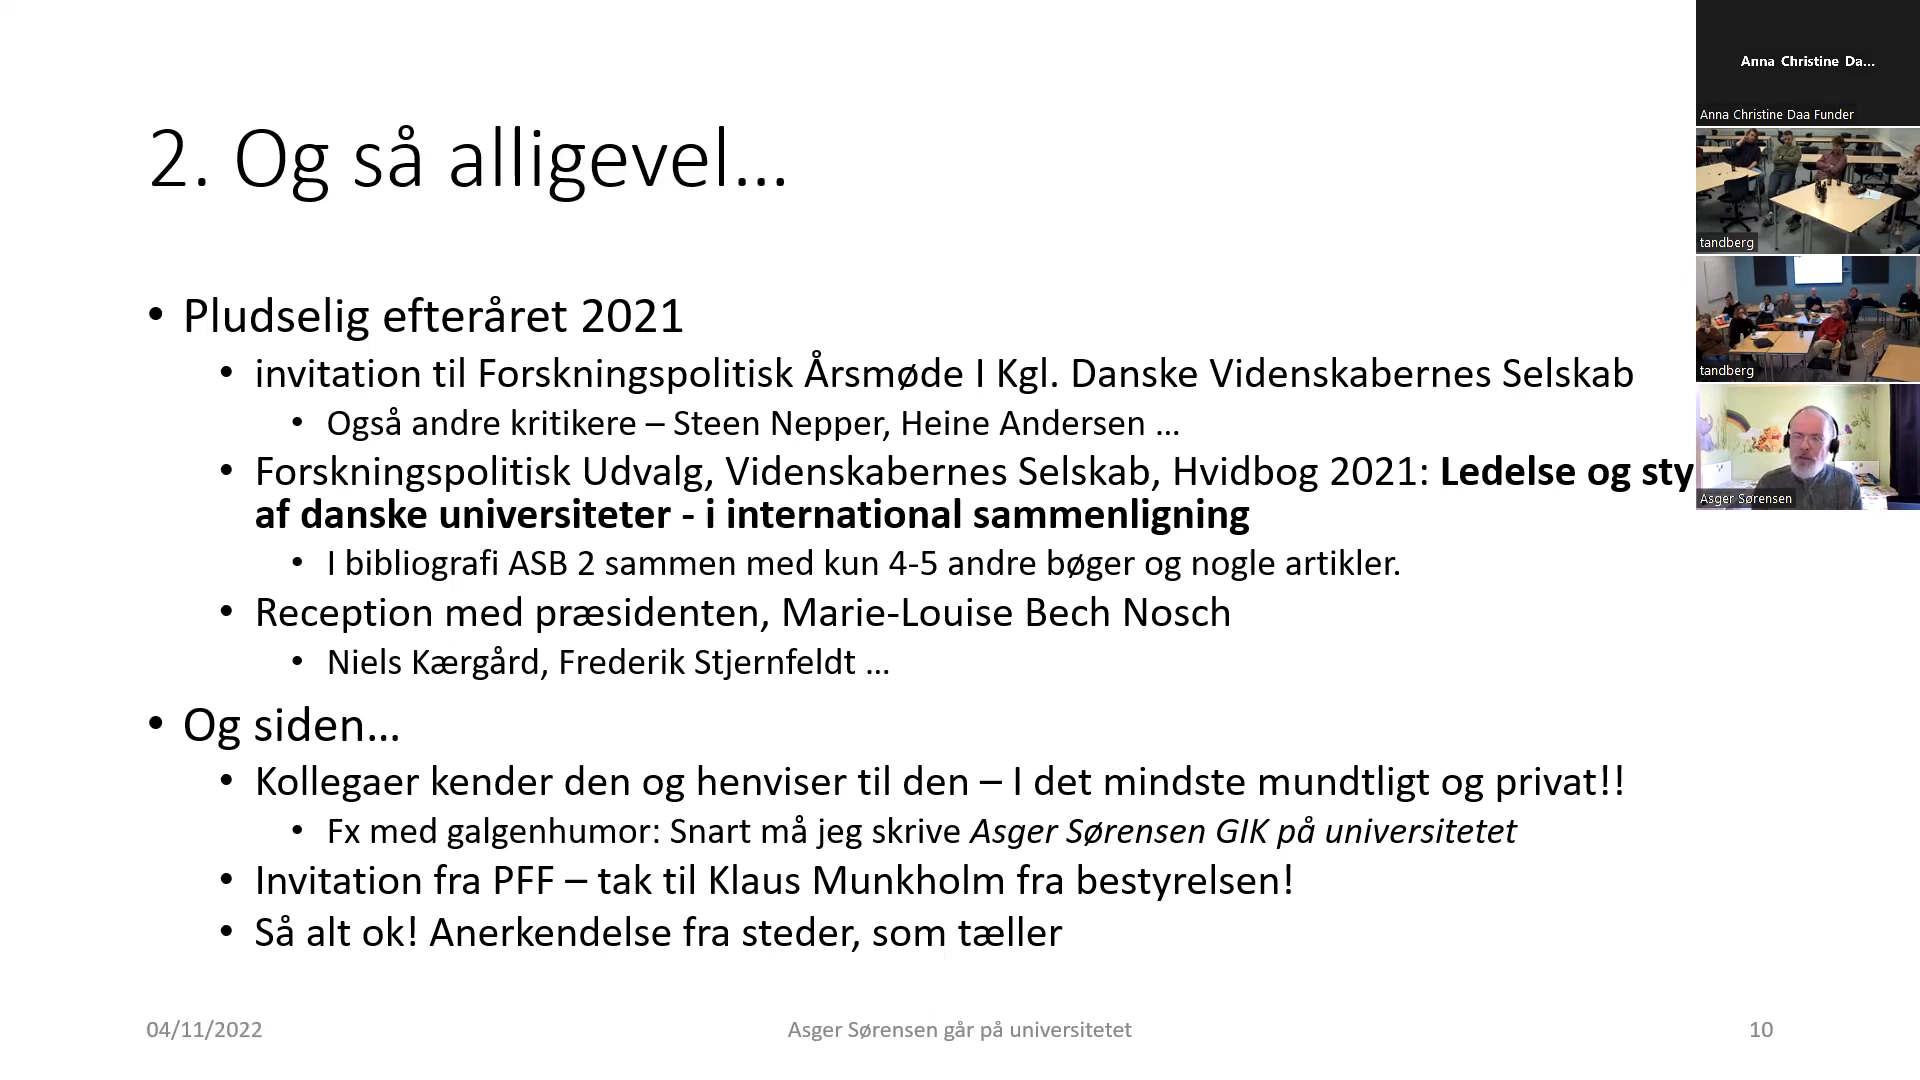 2. Og så alligevel…
• Pludselig efteråret 2021
• invitation til Forskningspolitisk Årsmøde I Kgl. Danske Videnskabernes Selskab
• Også andre kritikere – Steen Nepper, Heine Andersen …
• Forskningspolitisk Udvalg, Videnskabernes Selskab, Hvidbog 2021: Ledelse og sty
af danske universiteter - i international sammenligning
• I bibliografi ASB 2 sammen med kun 4-5 andre bøger og nogle artikler.
• Reception med præsidenten, Marie-Louise Bech Nosch
• Niels Kærgård, Frederik Stjernfeldt …
• Og siden…
• Kollegaer kender den og henviser til den – I det mindste mundtligt og privat!!
• Fx med galgenhumor: Snart må jeg skrive Asger Sørensen GIK på universitetet
• Invitation fra PFF – tak til Klaus Munkholm fra bestyrelsen!
• Så alt ok! Anerkendelse fra steder, som tæller
04/11/2022
Asger Sørensen går på universitetet
10
Anna Christine Da...
Anna Christine Daa Funder
tandberg
tandberg
Asger Sørensen